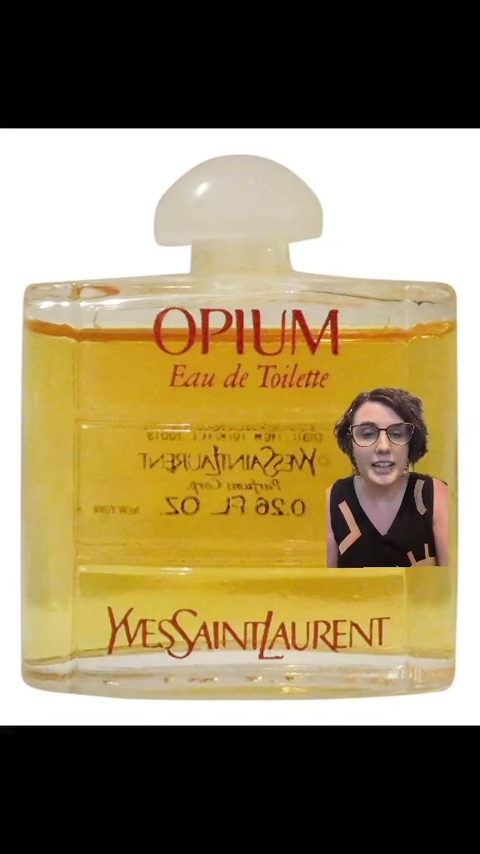 OPIUM
Eau de Toilette
YVESSAINTLAURENT
Parfums Corp.
NEW YORK
0.26 FL OZ.
YVESSAINTLAURENT